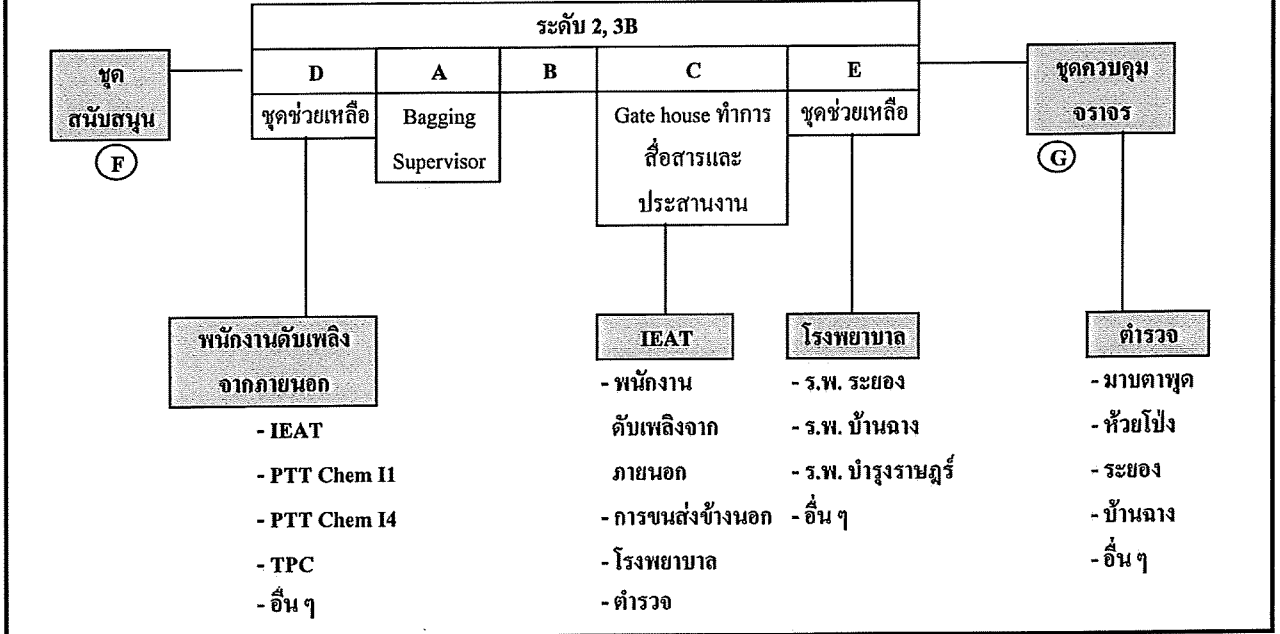 ระดับ 2, 3B
ชุด
สนับสนุน
F
D
A
B
C
E
ชุดช่วยเหลือ
Bagging
Supervisor
Gate house ทำการ
สื่อสารและ
ประสานงาน
ชุดช่วยเหลือ
ชุดควบคุม
จราจร
G
พนักงานดับเพลิง
จากภายนอก
- IEAT
- PTT Chem I1
- PTT Chem I4
- TPC
- อื่น ๆ
IEAT
- พนักงาน
ดับเพลิงจาก
ภายนอก
- การขนส่งข้างนอก
- โรงพยาบาล
- ตำรวจ
โรงพยาบาล
- ร.พ. ระยอง
- ร.พ. บ้านฉาง
- ร.พ. บำรุงราษฎร์
- อื่น ๆ
ตำรวจ
- มาบตาพุด
- ห้วยโป่ง
- ระยอง
- บ้านฉาง
- อื่น ๆ